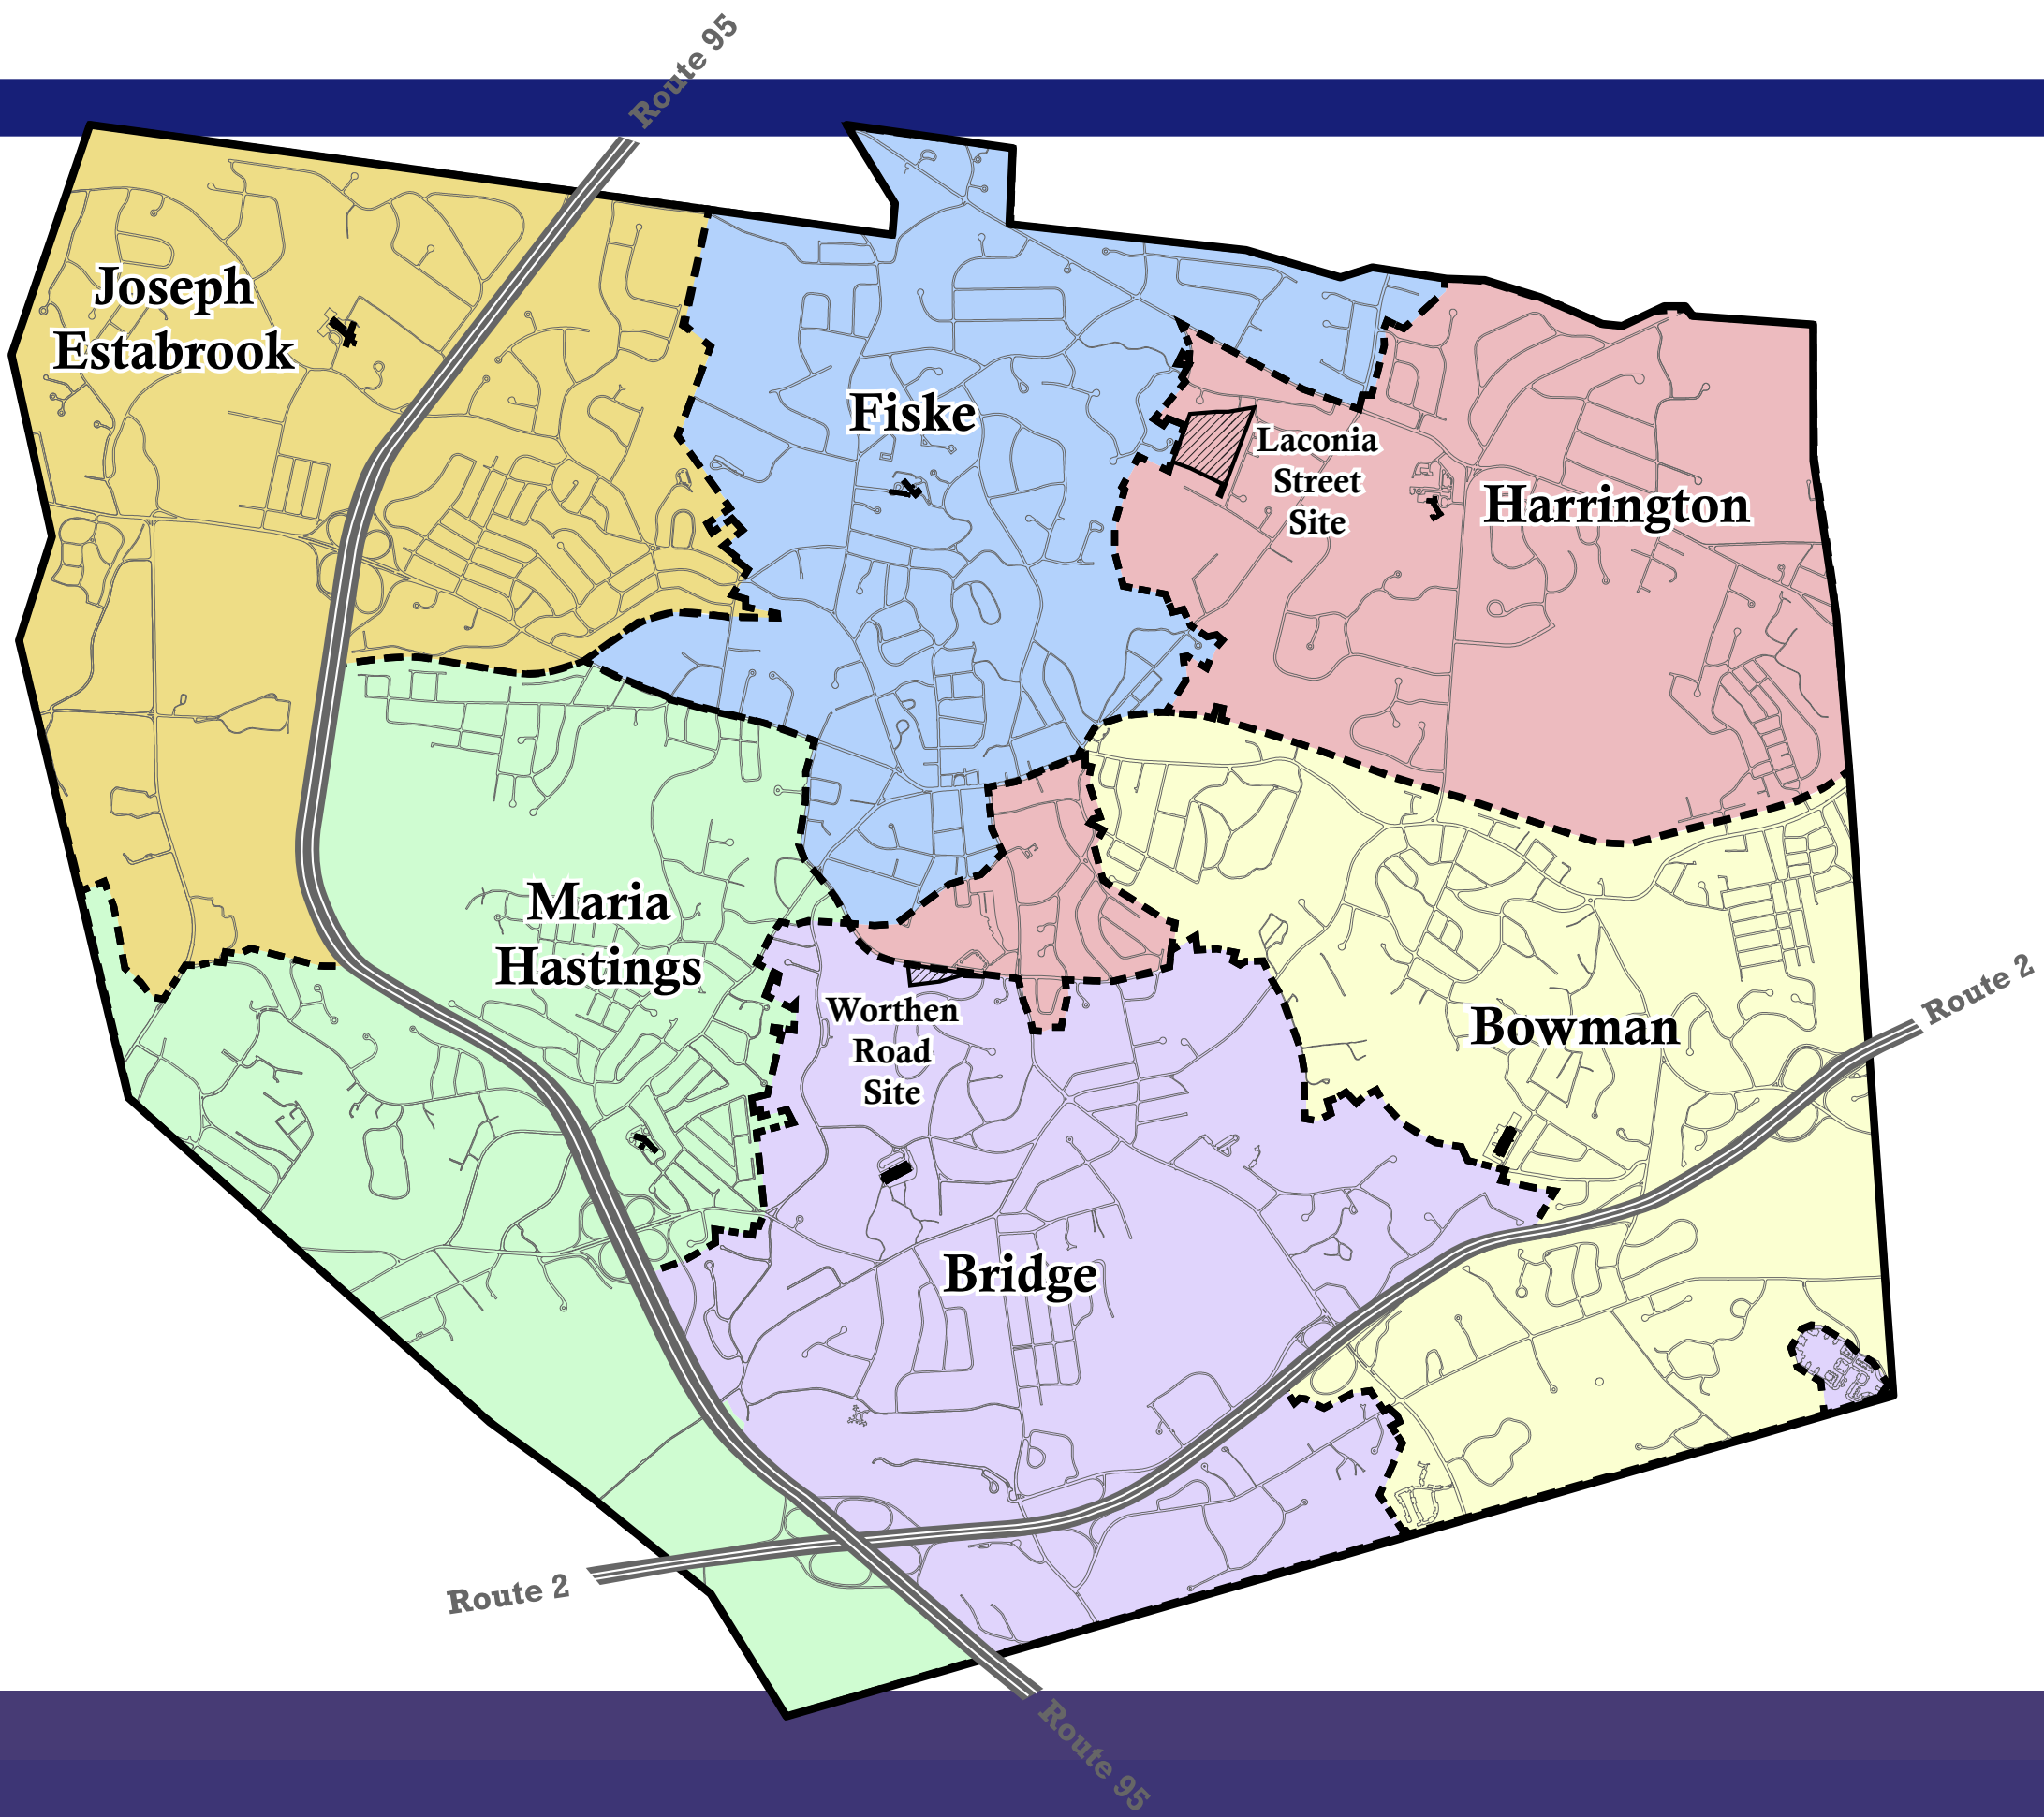 Route 95
Joseph
Estabrook
Fiske
Laconia
Street
Site
Harrington
Maria
Hastings
Worthen
Road
Site
Bowman
Route 2
Bridge
Route 2
Route 95